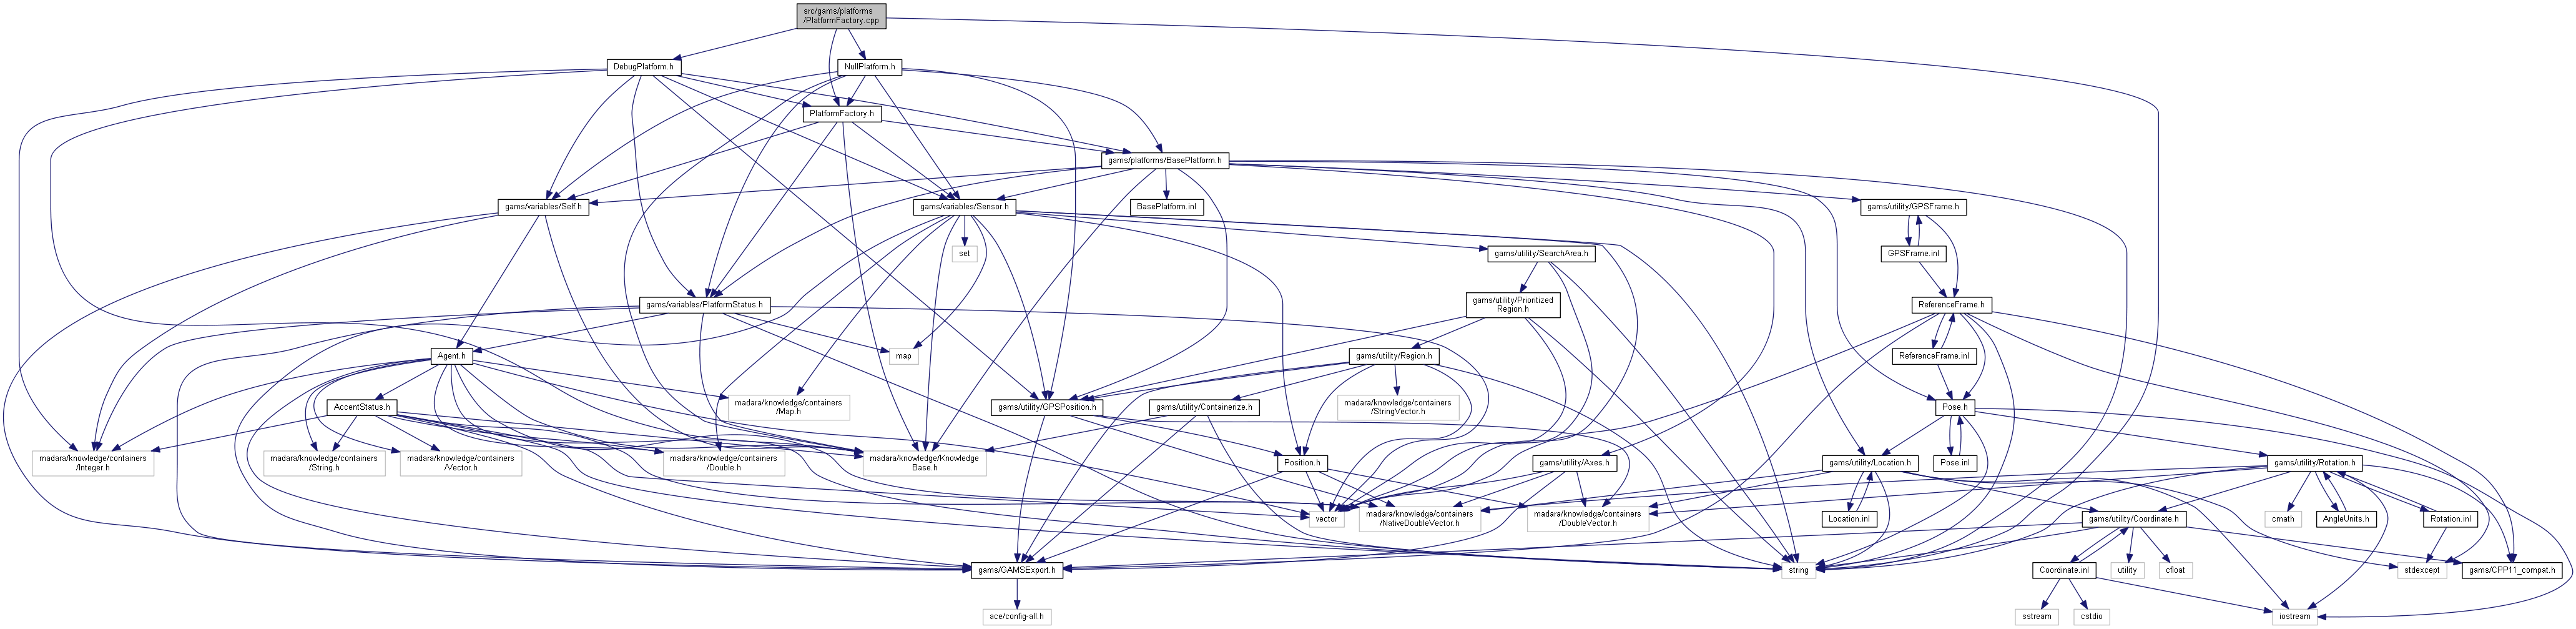 src/gams/platforms
/PlatformFactory.cpp
DebugPlatform.h
NullPlatform.h
PlatformFactory.h
gams/platforms/BasePlatform.h
gams/variables/Self.h
gams/variables/Sensor.h
BasePlatform.inl
gams/utility/GPSFrame.h
set
gams/utility/SearchArea.h
GPSFrame.inl
gams/variables/PlatformStatus.h
gams/utility/Prioritized
Region.h
ReferenceFrame.h
Agent.h
map
gams/utility/Region.h
ReferenceFrame.inl
AccentStatus.h
madara/knowledge/containers
/Map.h
gams/utility/GPSPosition.h
gams/utility/Containerize.h
madara/knowledge/containers
/StringVector.h
Pose.h
madara/knowledge/containers
/Integer.h
madara/knowledge/containers
/String.h
madara/knowledge/containers
/Vector.h
madara/knowledge/containers
/Double.h
madara/knowledge/Knowledge
Base.h
Position.h
gams/utility/Axes.h
gams/utility/Location.h
Pose.inl
gams/utility/Rotation.h
vector
madara/knowledge/containers
/NativeDoubleVector.h
madara/knowledge/containers
/DoubleVector.h
Location.inl
gams/utility/Coordinate.h
cmath
AngleUnits.h
Rotation.inl
gams/GAMSExport.h
string
Coordinate.inl
utility
cfloat
stdexcept
gams/CPP11_compat.h
ace/config-all.h
sstream
cstdio
iostream